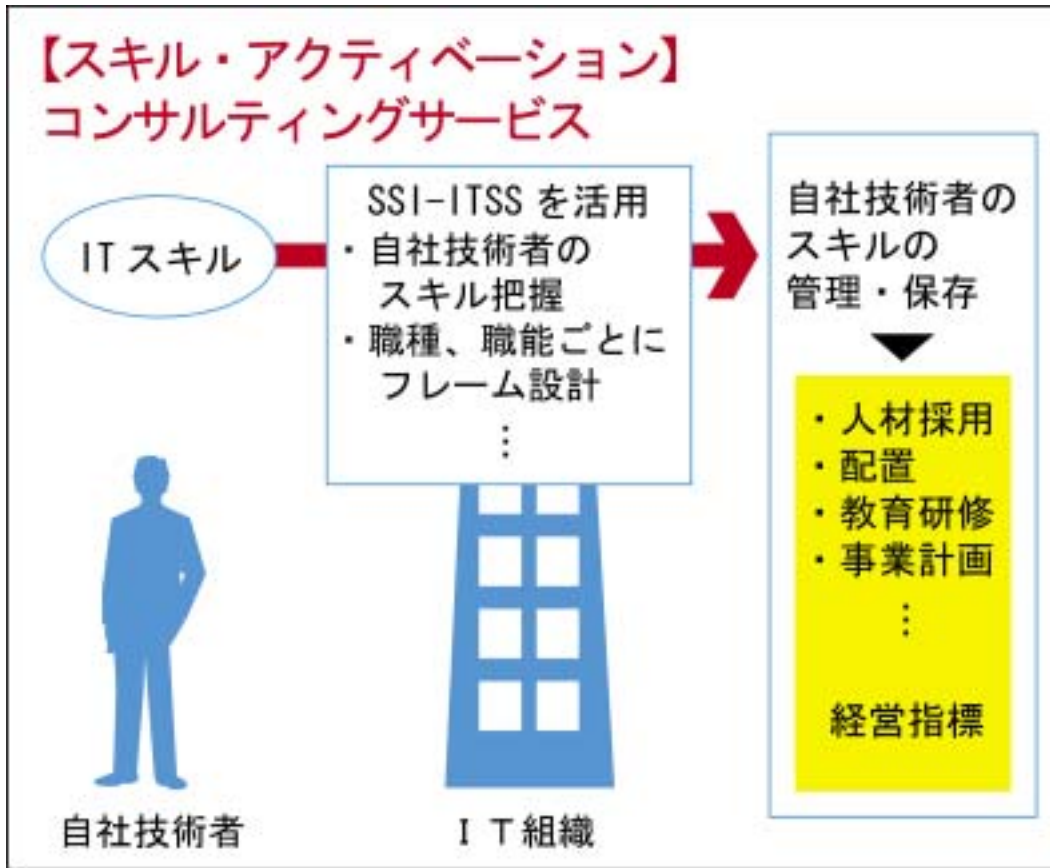 【スキル・アクティベーション】
コンサルティングサービス
ITスキル
SSI-ITSSを活用
・自社技術者の
スキル把握
・職種、職能ごとに
フレーム設計
⋮
自社技術者の
スキルの
管理・保存
・人材採用
・配置
・教育研修
・事業計画
⋮
経営指標
自社技術者
IT組織